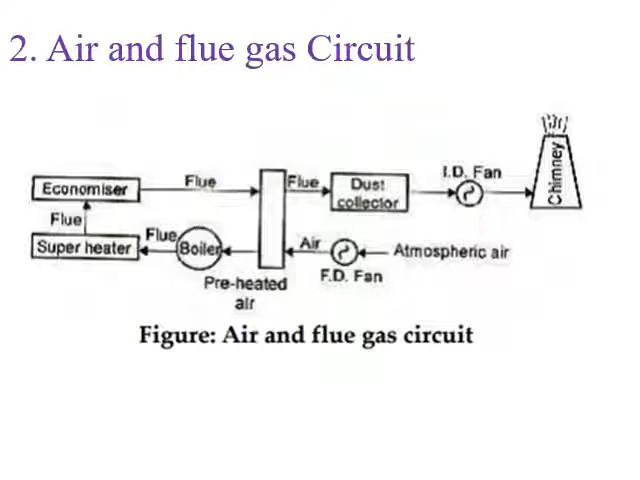 2. Air and flue gas Circuit
I.D. Fan
Chimney
Economiser
Flue
Flue
Dust
collector
Flue
Super heater
Flue
Boiler
Air
Atmospheric air
F.D. Fan
Pre-heated
air
Figure: Air and flue gas circuit